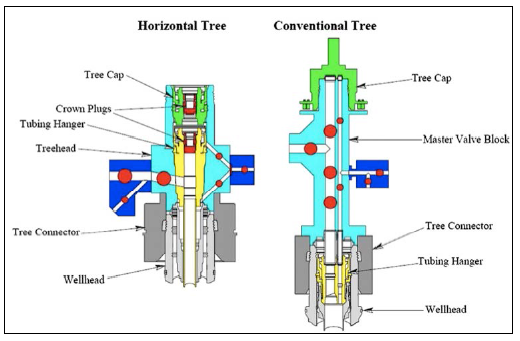 Horizontal Tree
Conventional Tree
Tree Cap
Crown Plugs
Tubing Hanger
Treehead
Tree Connector
Wellhead
Tree Cap
Master Valve Block
Tree Connector
Tubing Hanger
Wellhead